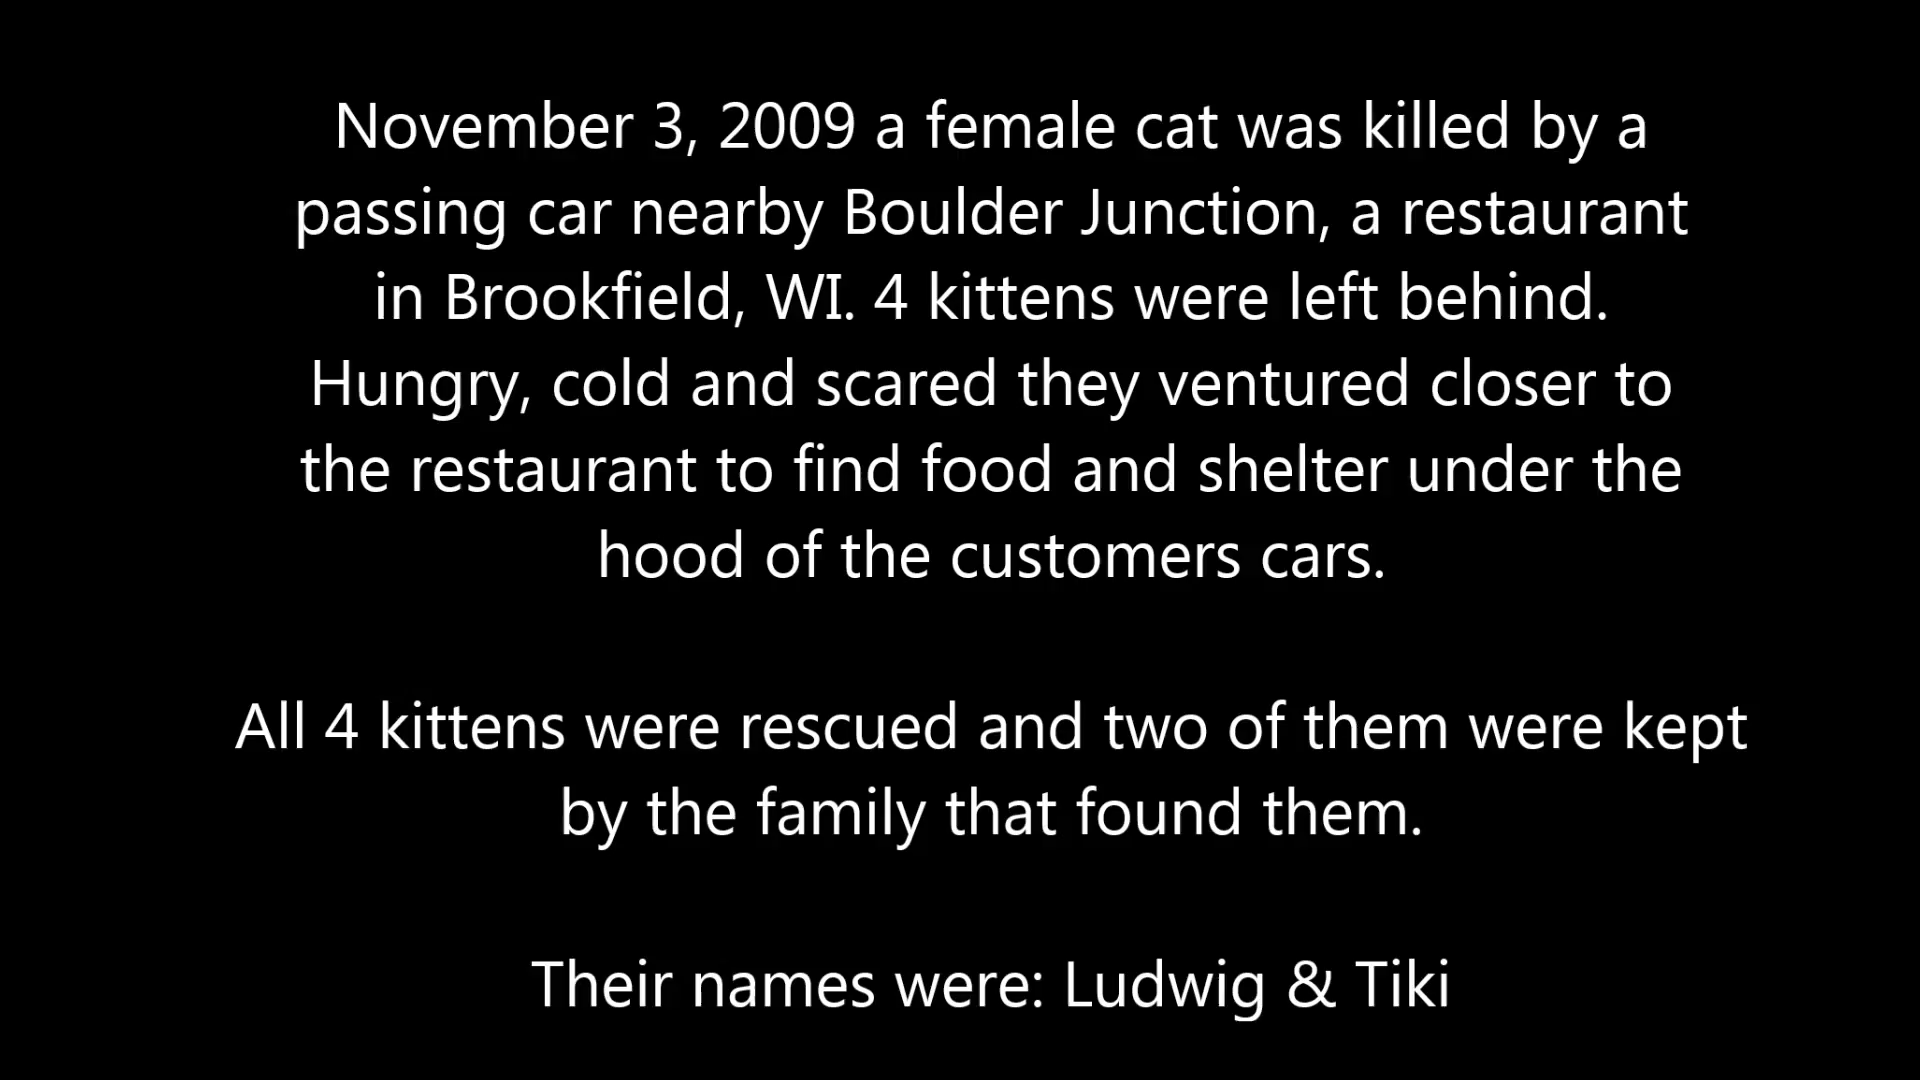 November 3, 2009 a female cat was killed by a
passing car nearby Boulder Junction, a restaurant
in Brookfield, WI. 4 kittens were left behind.
Hungry, cold and scared they ventured closer to
the restaurant to find food and shelter under the
hood of the customers cars.
All 4 kittens were rescued and two of them were kept
by the family that found them.
Their names were: Ludwig & Tiki